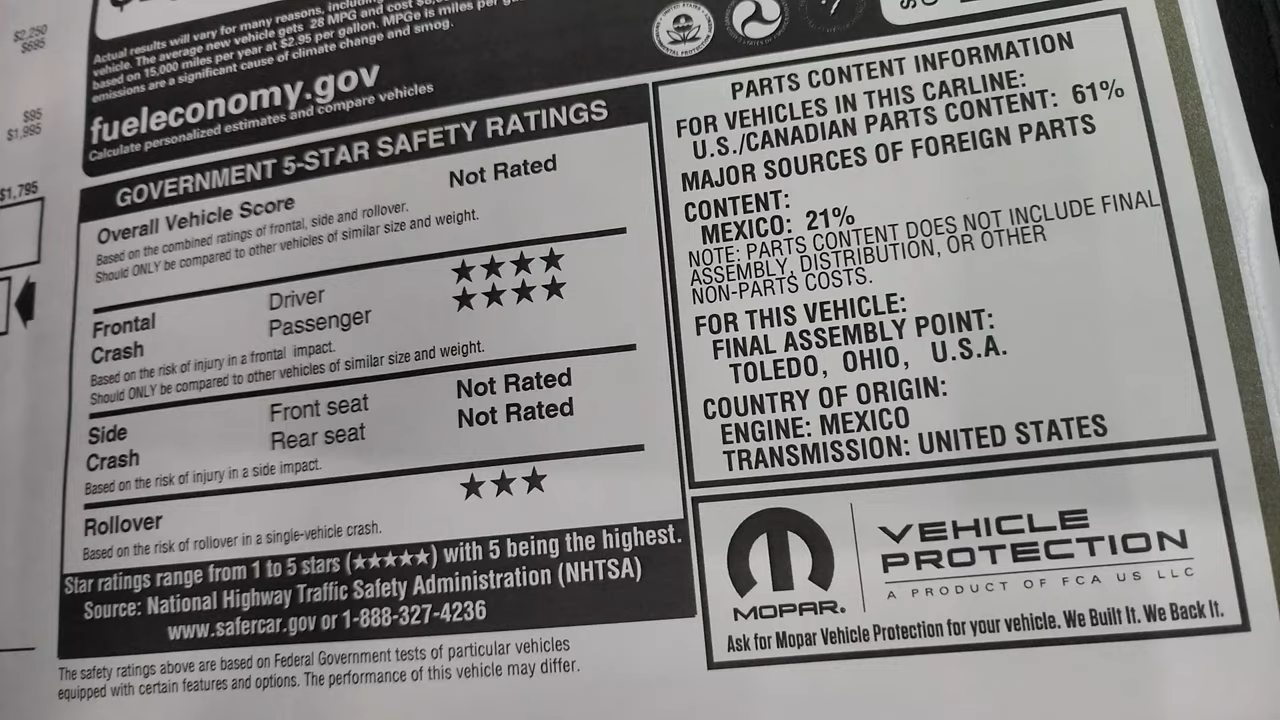 $2,250
$695
$95
$1,995
$1,795
Actual results will vary for many reasons, including
vehicle. The average new vehicle gets 28 MPG and cost
based on 15,000 miles per year at $2.95 per gallon. MPGe is miles per
emissions are a significant cause of climate change and smog.
fueleconomy.gov
Calculate personalized estimates and compare vehicles
GOVERNMENT 5-STAR SAFETY RATINGS
Overall Vehicle Score Not Rated
Based on the combined ratings of frontal, side and rollover.
Should ONLY be compared to other vehicles of similar size and weight.
Frontal Driver ★★★★
Crash Passenger ★★★★
Based on the risk of injury in a frontal impact.
Should ONLY be compared to other vehicles of similar size and weight.
Side Front seat Not Rated
Crash Rear seat Not Rated
Based on the risk of injury in a side impact.
Rollover ★★★
Based on the risk of rollover in a single-vehicle crash.
Star ratings range from 1 to 5 stars (★★★★★) with 5 being the highest.
Source: National Highway Traffic Safety Administration (NHTSA)
www.safercar.gov or 1-888-327-4236
The safety ratings above are based on Federal Government tests of particular vehicles
equipped with certain features and options. The performance of this vehicle may differ.
PARTS CONTENT INFORMATION
FOR VEHICLES IN THIS CARLINE:
U.S./CANADIAN PARTS CONTENT: 61%
MAJOR SOURCES OF FOREIGN PARTS
CONTENT:
MEXICO: 21%
NOTE: PARTS CONTENT DOES NOT INCLUDE FINAL
ASSEMBLY, DISTRIBUTION, OR OTHER
NON-PARTS COSTS.
FOR THIS VEHICLE:
FINAL ASSEMBLY POINT:
TOLEDO, OHIO, U.S.A.
COUNTRY OF ORIGIN:
ENGINE: MEXICO
TRANSMISSION: UNITED STATES
MOPAR.
VEHICLE
PROTECTION
A PRODUCT OF FCA US LLC
Ask for Mopar Vehicle Protection for your vehicle. We Built It. We Back It.